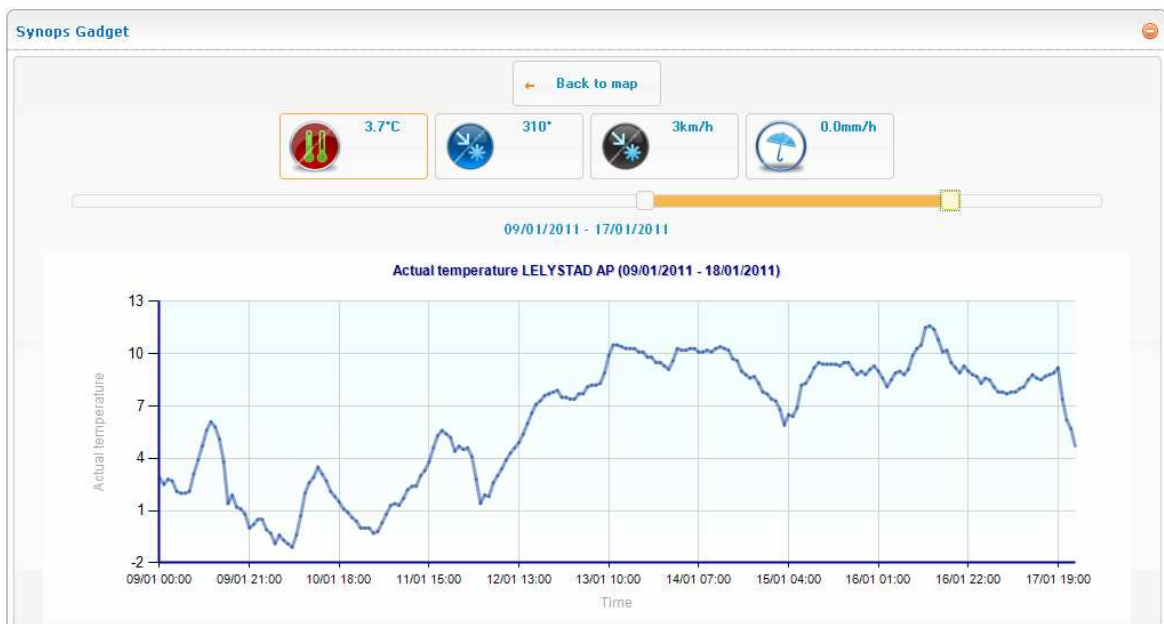 Synops Gadget
← Back to map
3.7°C 310° 3km/h 0.0mm/h
09/01/2011 - 17/01/2011
Actual temperature LELYSTAD AP (09/01/2011 - 18/01/2011)
Actual temperature
13
10
7
4
1
-2
09/01 00:00 09/01 21:00 10/01 18:00 11/01 15:00 12/01 13:00 13/01 10:00 14/01 07:00 15/01 04:00 16/01 01:00 16/01 22:00 17/01 19:00
Time